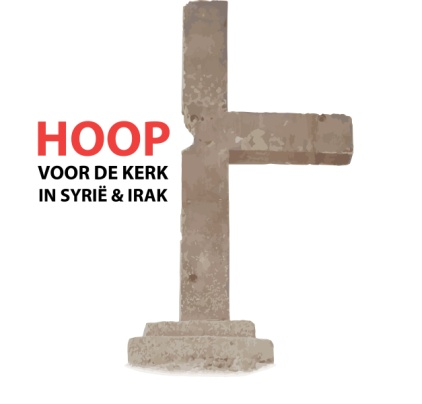 HOOP
VOOR DE KERK
IN SYRIË & IRAK